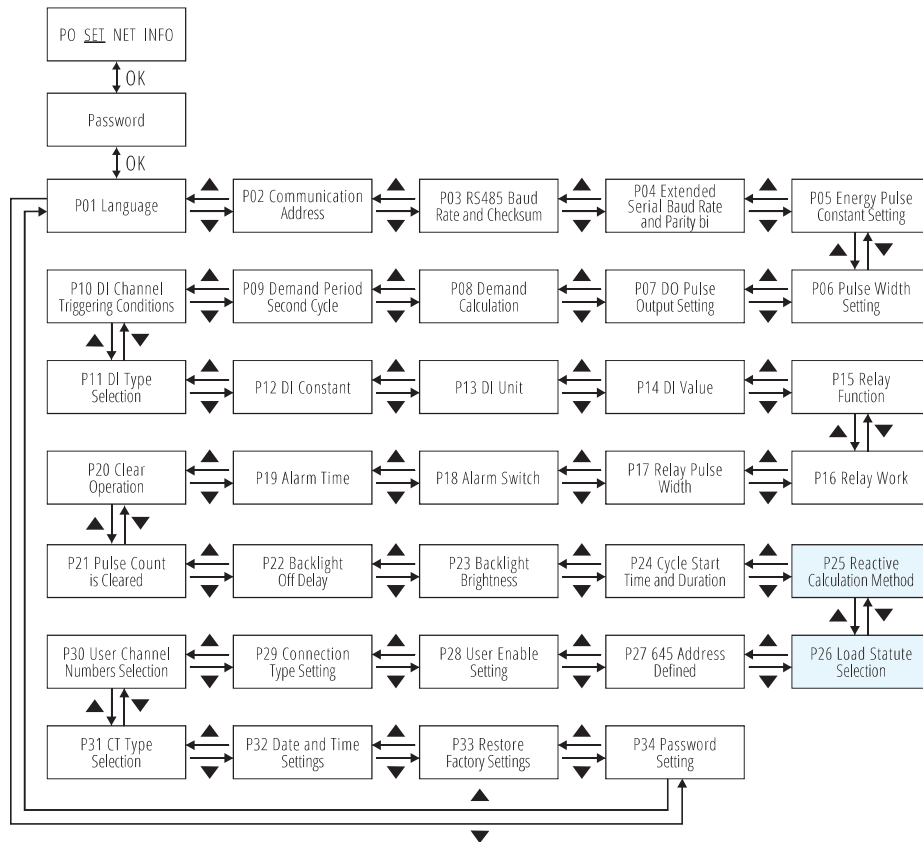 PO SET NET INFO
OK
Password
OK
P01 Language
P02 Communication
Address
P03 RS485 Baud
Rate and Checksum
P04 Extended
Serial Baud Rate
and Parity bi
P05 Energy Pulse
Constant Setting
P10 DI Channel
Triggering Conditions
P09 Demand Period
Second Cycle
P08 Demand
Calculation
P07 DO Pulse
Output Setting
P06 Pulse Width
Setting
P11 DI Type
Selection
P12 DI Constant
P13 DI Unit
P14 DI Value
P15 Relay
Function
P20 Clear
Operation
P19 Alarm Time
P18 Alarm Switch
P17 Relay Pulse
Width
P16 Relay Work
P21 Pulse Count
is Cleared
P22 Backlight
Off Delay
P23 Backlight
Brightness
P24 Cycle Start
Time and Duration
P25 Reactive
Calculation Method
P30 User Channel
Numbers Selection
P29 Connection
Type Setting
P28 User Enable
Setting
P27 645 Address
Defined
P26 Load Statute
Selection
P31 CT Type
Selection
P32 Date and Time
Settings
P33 Restore
Factory Settings
P34 Password
Setting